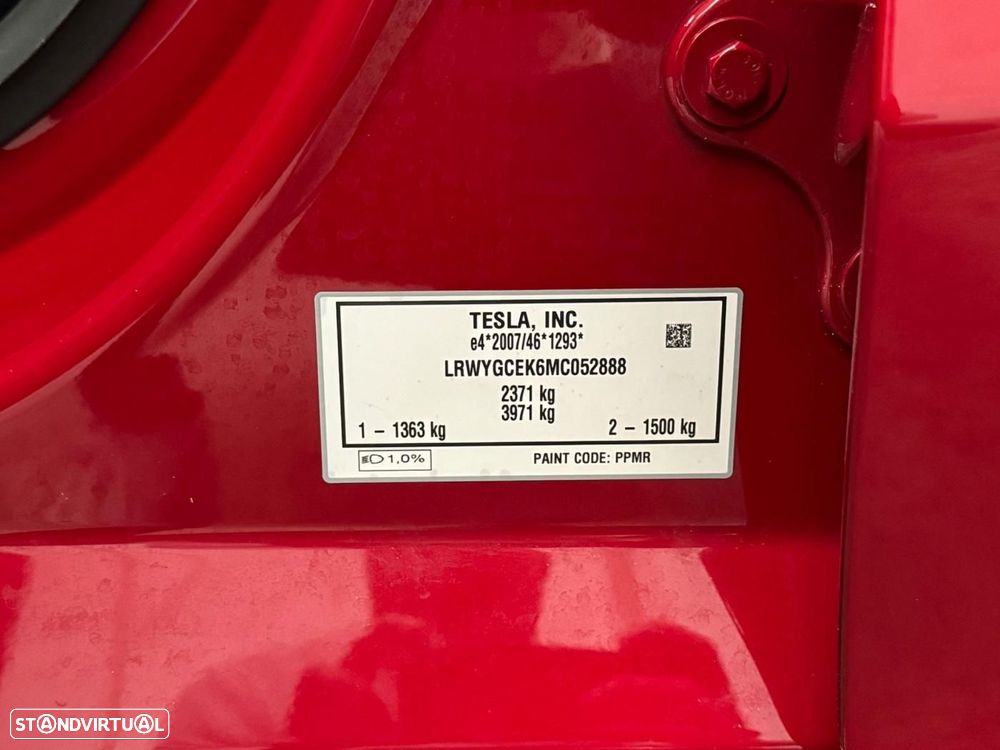 TESLA, INC.
e4*2007/46*1293*
LRWYGCEK6MC052888
2371 kg
3971 kg
1 – 1363 kg 2 – 1500 kg
1,0% PAINT CODE: PPMR
STANDVIRTUAL